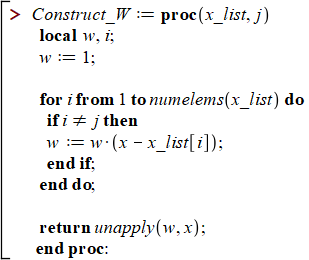 > Construct_W := proc(x_list, j)
local w, i;
w := 1;
for i from 1 to numelems(x_list) do
if i ≠ j then
w := w·(x − x_list[i]);
end if;
end do;
return unapply(w, x);
end proc: